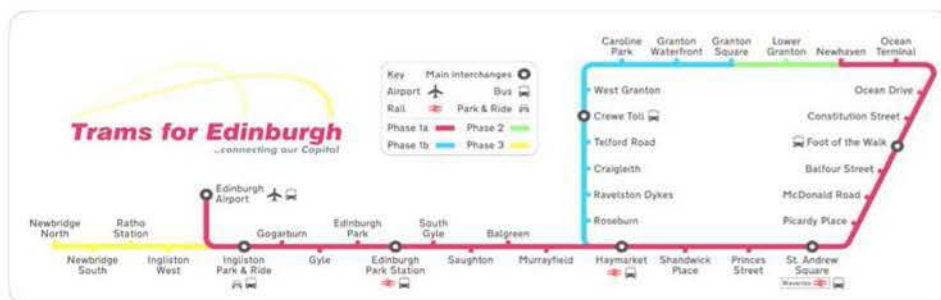 Trams for Edinburgh
...connecting our Capital
Key Main interchanges
Airport Bus
Rail Park & Ride
Phase 1a Phase 2
Phase 1b Phase 3
Caroline
Park
Granton
Waterfront
Granton
Square
Lower
Granton
Newhaven
Ocean
Terminal
West Granton
Crewe Toll
Telford Road
Craigleith
Ravelston Dykes
Roseburn
Ocean Drive
Constitution Street
Foot of the Walk
Balfour Street
McDonald Road
Picardy Place
Edinburgh
Airport
Newbridge
North
Ratho
Station
Gogarburn
Edinburgh
Park
South
Gyle
Balgreen
Newbridge
South
Ingliston
West
Ingliston
Park & Ride
Gyle
Edinburgh
Park Station
Saughton
Murrayfield
Haymarket
Shandwick
Place
Princes
Street
St. Andrew
Square
Waverley